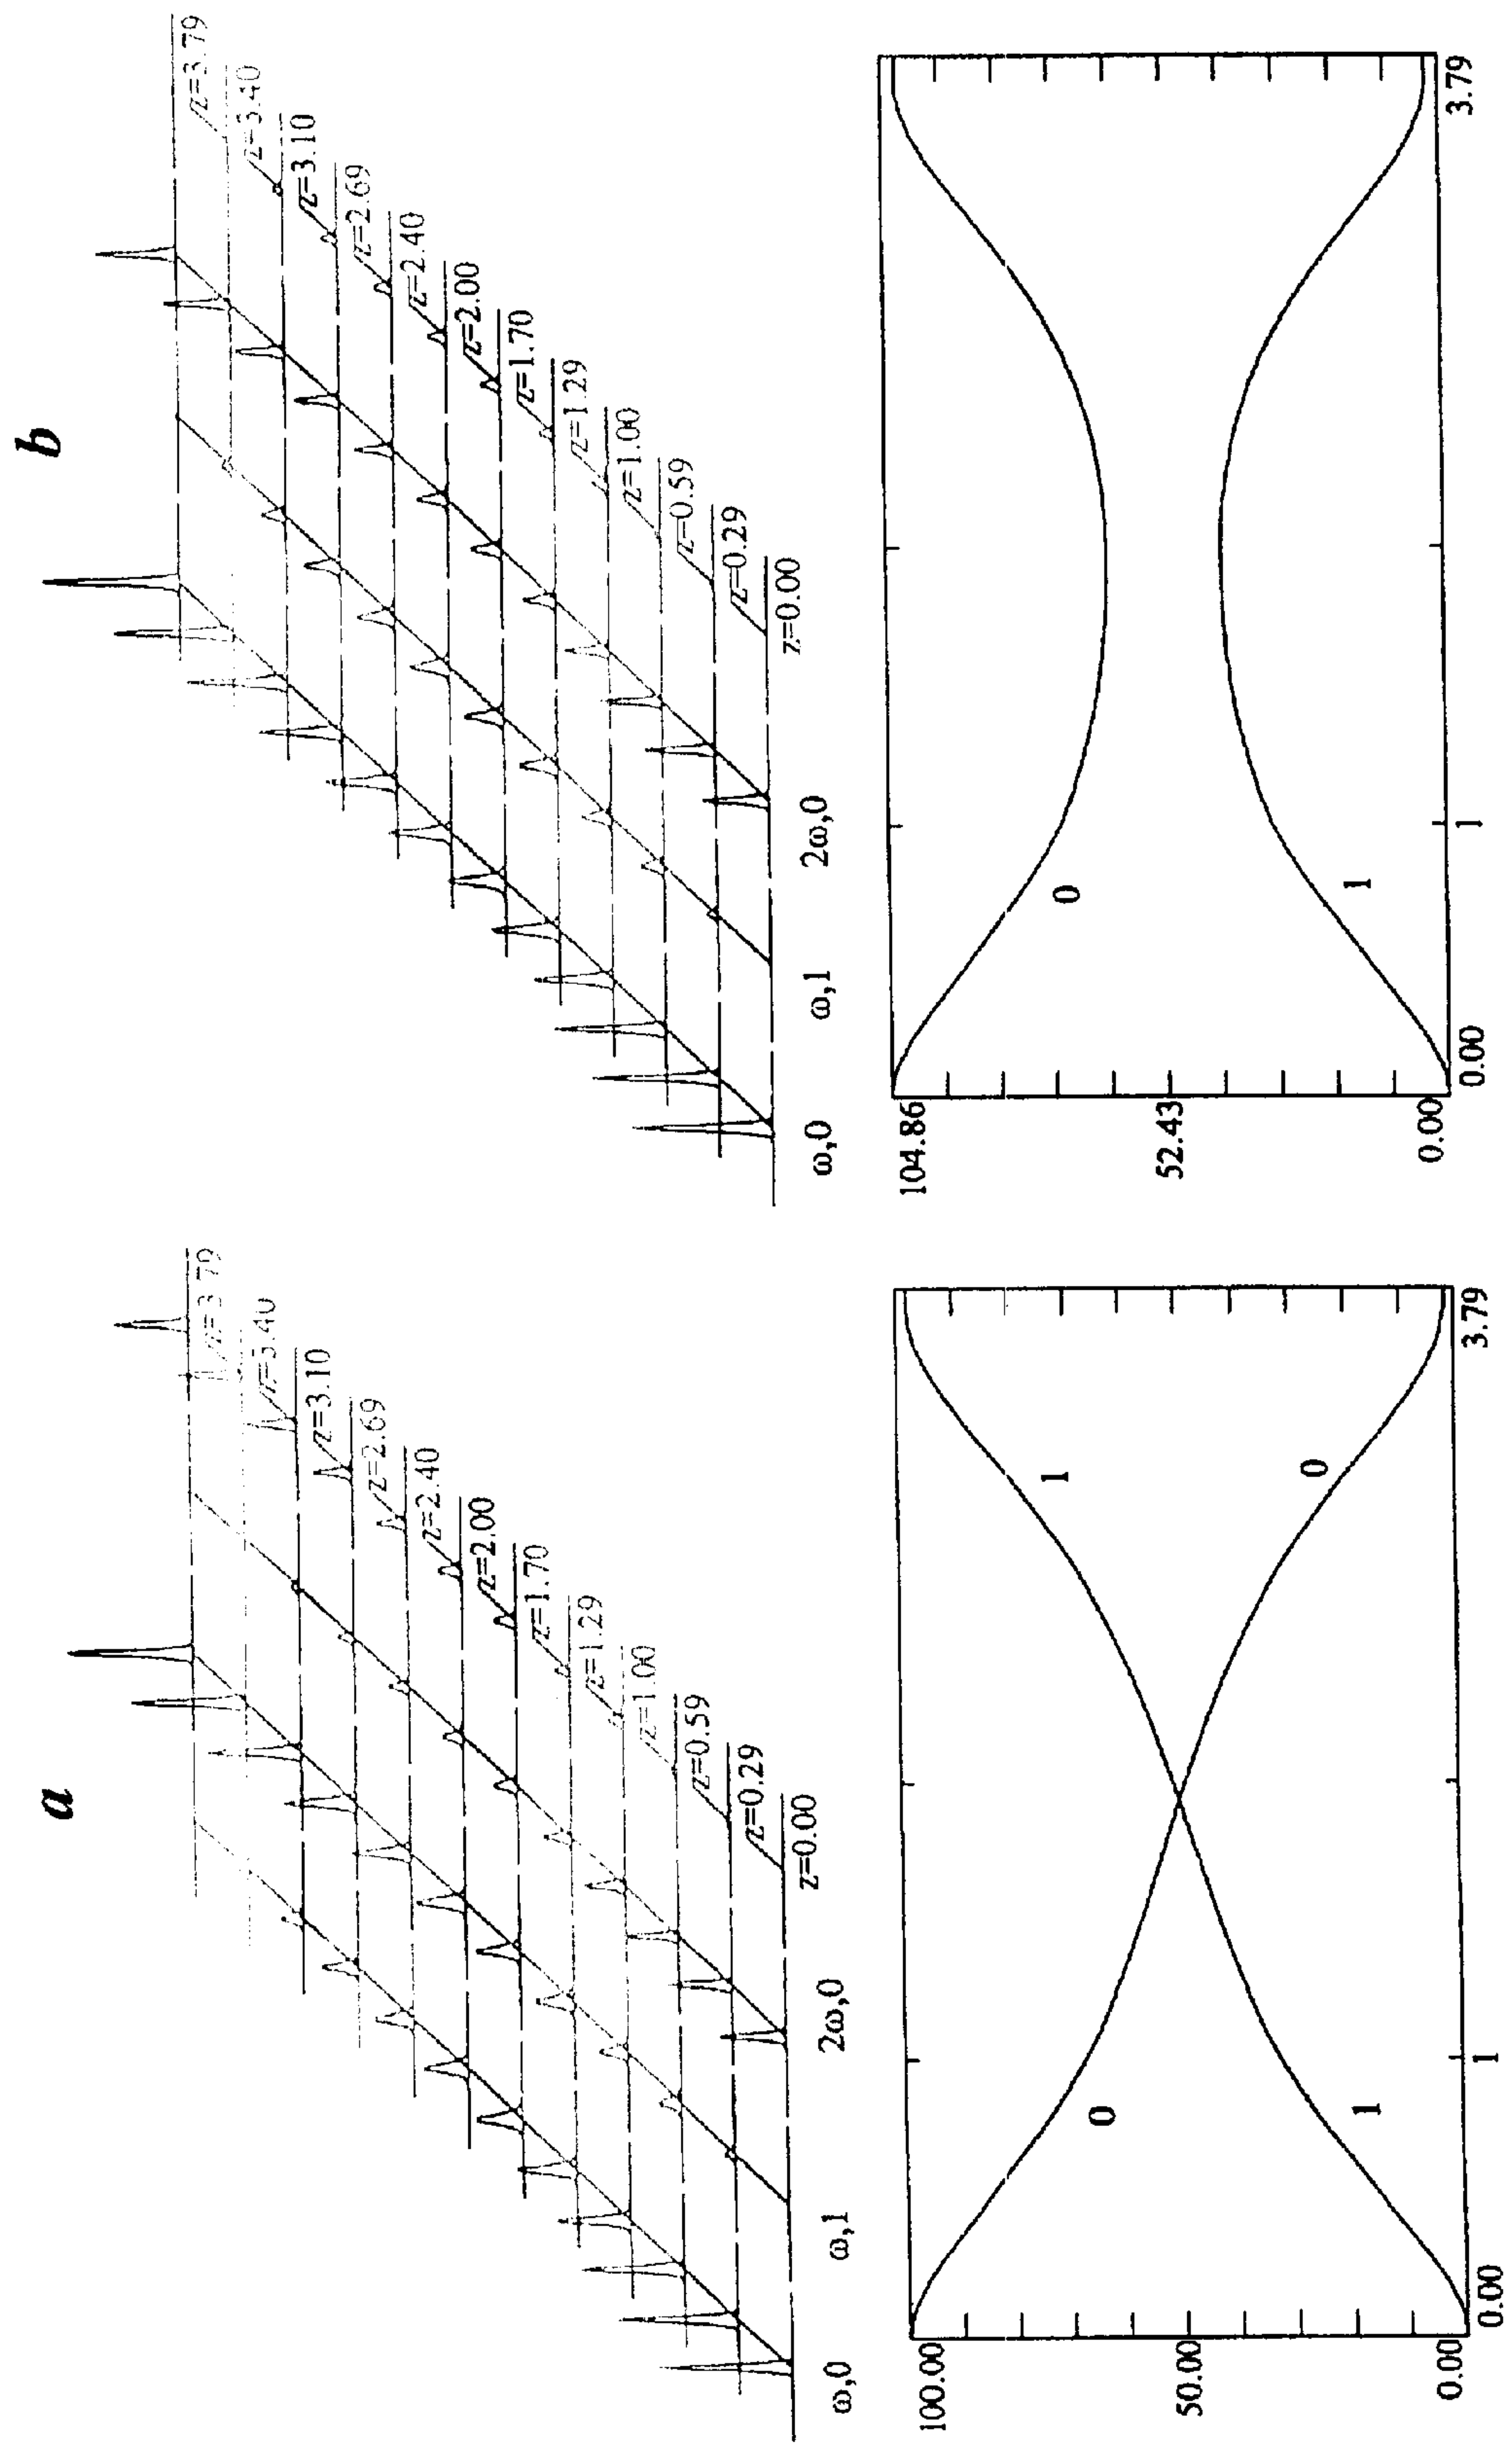 a
z=3.79
z=3.40
z=3.10
z=2.69
z=2.40
z=2.00
z=1.70
z=1.29
z=1.00
z=0.59
z=0.29
z=0.00
ω,0
ω,1
2ω,0
100.00
50.00
0.00
0
1
1
0
0.00
1
3.79
b
z=3.79
z=3.40
z=3.10
z=2.69
z=2.40
z=2.00
z=1.70
z=1.29
z=1.00
z=0.59
z=0.29
z=0.00
ω,0
ω,1
2ω,0
104.86
52.43
0.00
0
1
0.00
1
3.79